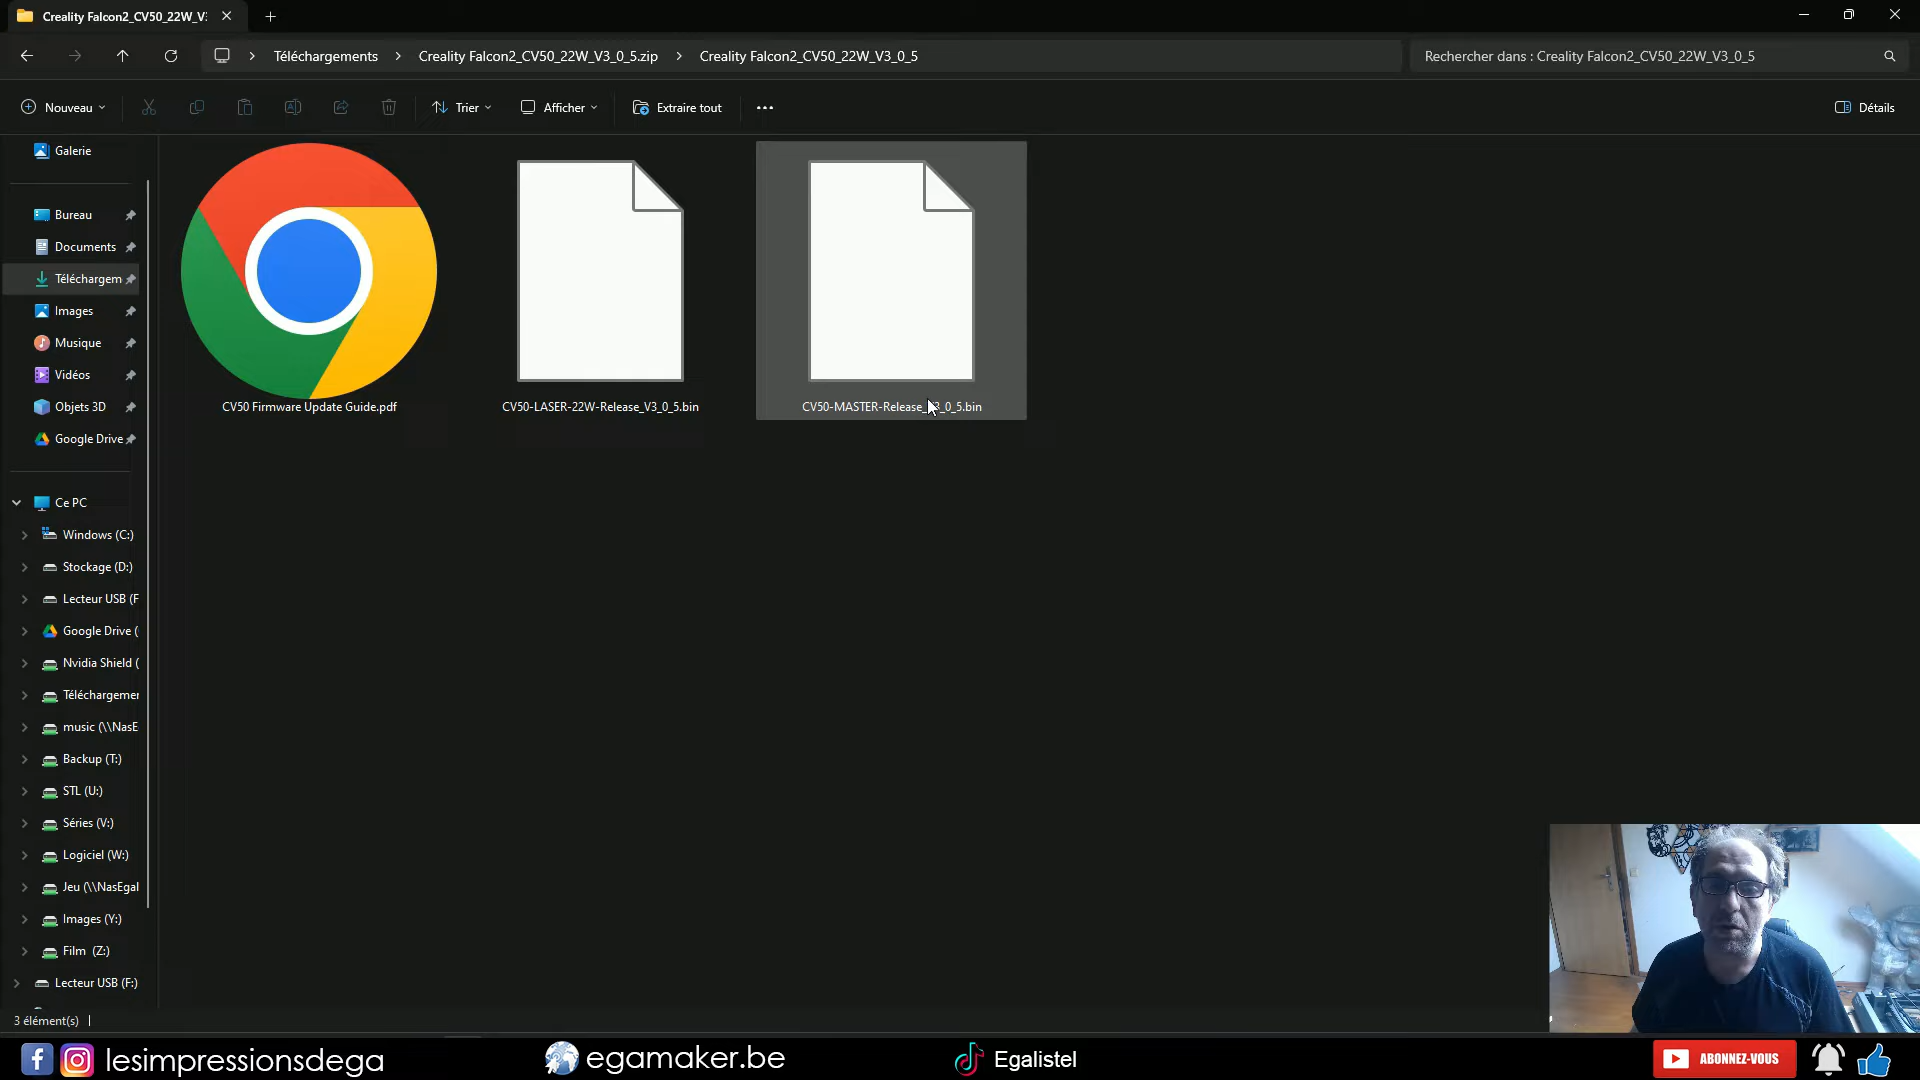 Creality Falcon2_CV50_22W_V
Téléchargements > Creality Falcon2_CV50_22W_V3_0_5.zip > Creality Falcon2_CV50_22W_V3_0_5
Rechercher dans : Creality Falcon2_CV50_22W_V3_0_5
Nouveau
Trier
Afficher
Extraire tout
Détails
Galerie
Bureau
Documents
Téléchargem
Images
Musique
Vidéos
Objets 3D
Google Drive
Ce PC
Windows (C:)
Stockage (D:)
Lecteur USB (F
Google Drive (
Nvidia Shield (
Téléchargemer
music (\\NasE
Backup (T:)
STL (U:)
Séries (V:)
Logiciel (W:)
Jeu (\\NasEgal
Images (Y:)
Film (Z:)
Lecteur USB (F:)
CV50 Firmware Update Guide.pdf
CV50-LASER-22W-Release_V3_0_5.bin
CV50-MASTER-Release_V3_0_5.bin
3 élément(s)
lesimpressionsdega
egamaker.be
Egalistel
ABONNEZ-VOUS